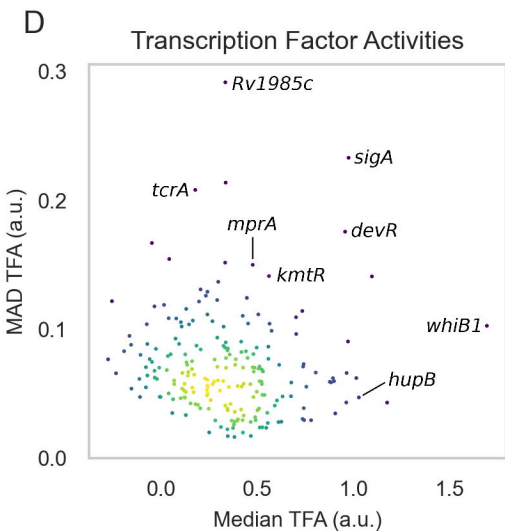 D
Transcription Factor Activities
MAD TFA (a.u.)
0.3
0.2
0.1
0.0
Rv1985c
sigA
tcrA
mprA
devR
kmtR
whiB1
hupB
0.0 0.5 1.0 1.5
Median TFA (a.u.)